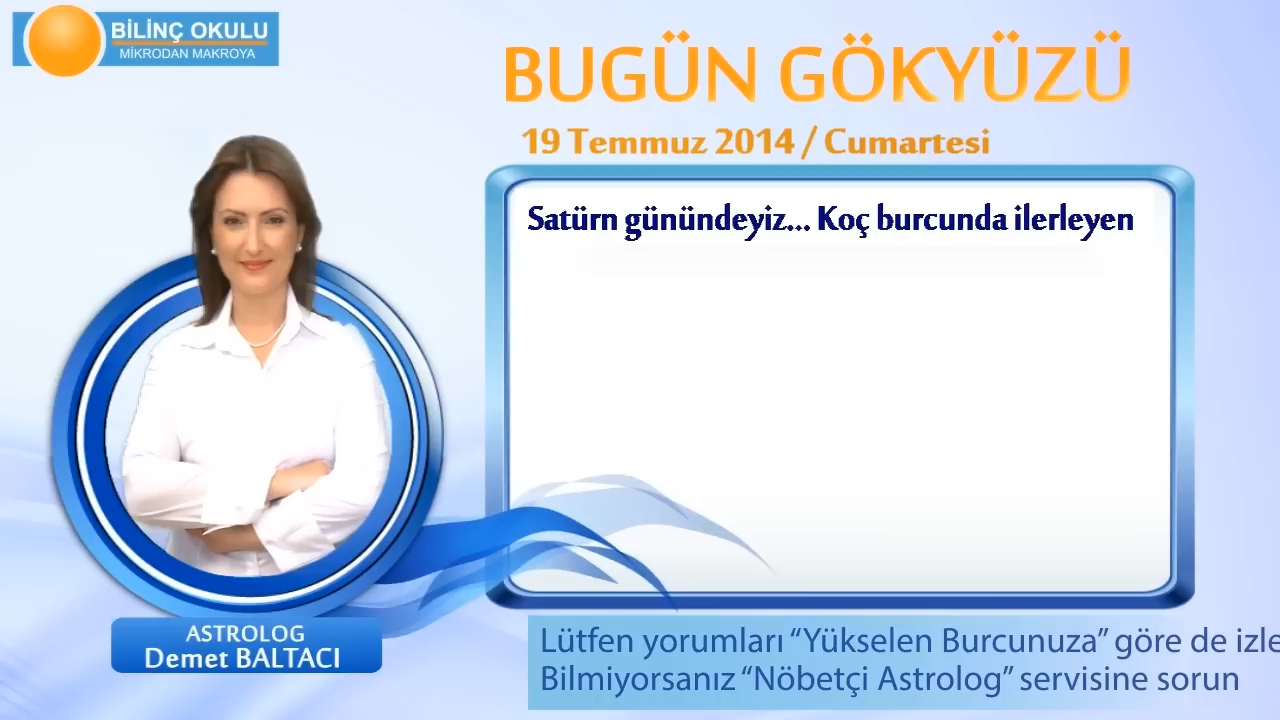 BİLİNÇ OKULU
MİKRODAN MAKROYA
BUGÜN GÖKYÜZÜ
19 Temmuz 2014 / Cumartesi
Satürn günündeyiz... Koç burcunda ilerleyen
ASTROLOG
Demet BALTACI
Lütfen yorumları “Yükselen Burcunuza” göre de izle
Bilmiyorsanız “Nöbetçi Astrolog” servisine sorun